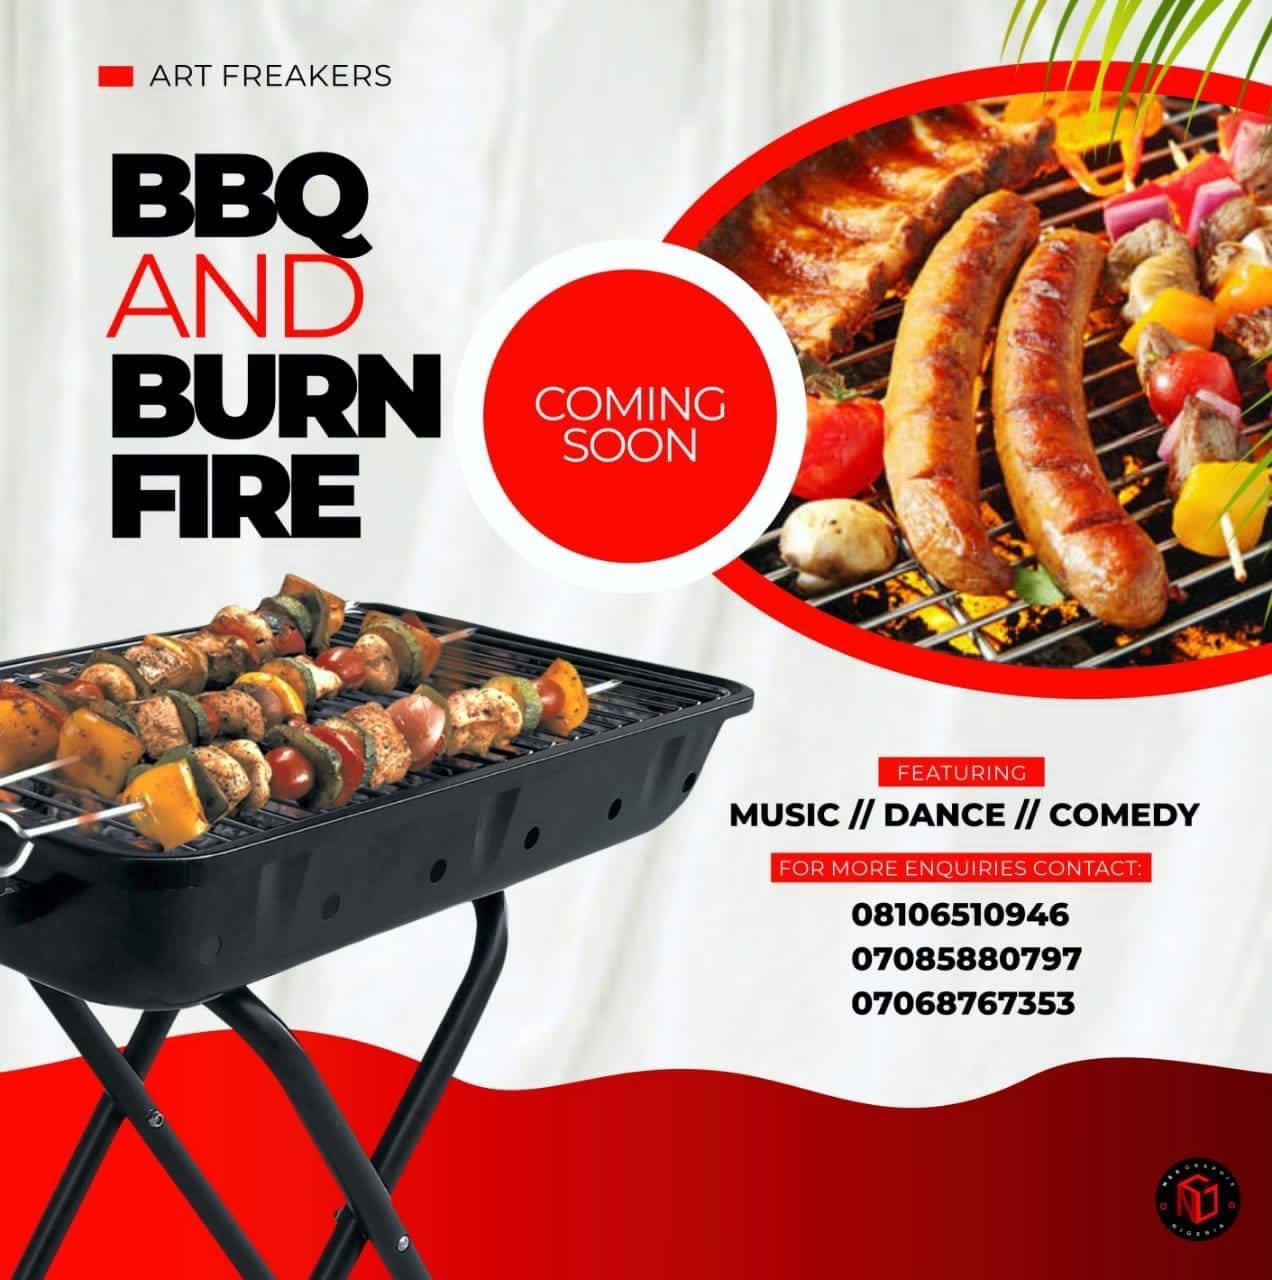 ART FREAKERS
BBQ
AND
BURN
FIRE
COMING
SOON
FEATURING
MUSIC // DANCE // COMEDY
FOR MORE ENQUIRIES CONTACT:
08106510946
07085880797
07068767353
NIGERIA